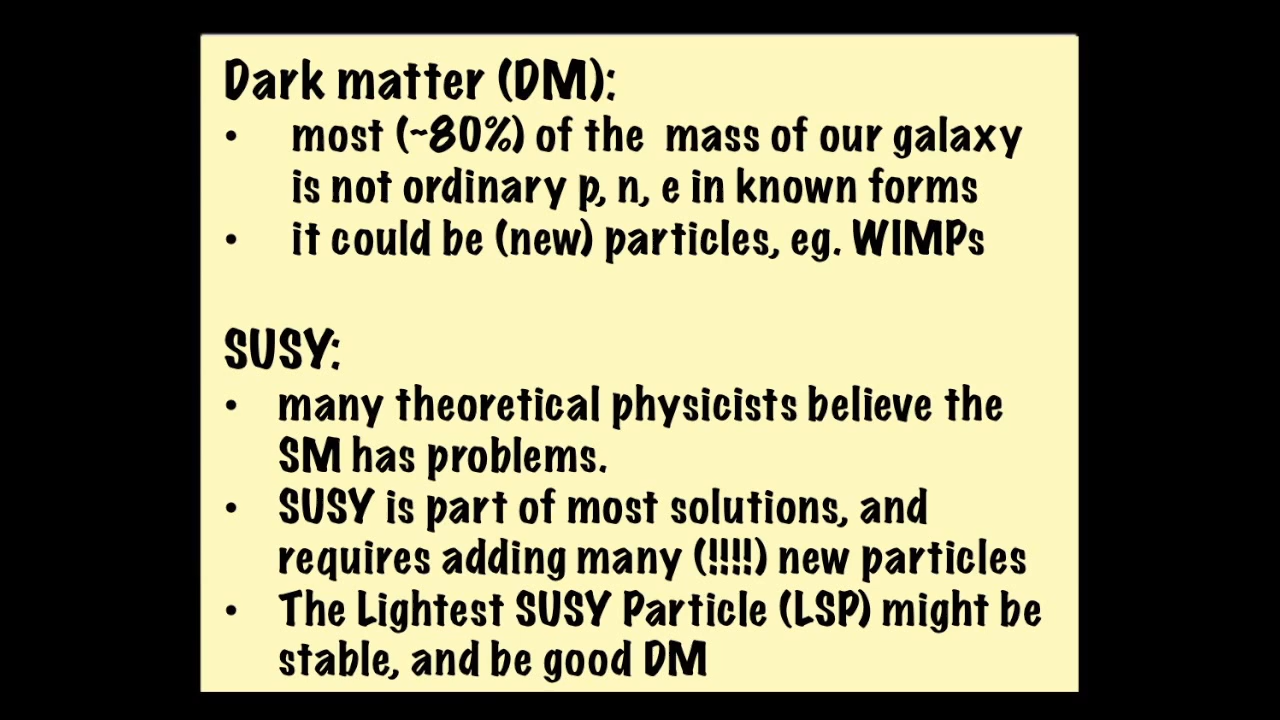 Dark matter (DM):
• most (~80%) of the mass of our galaxy
is not ordinary p, n, e in known forms
• it could be (new) particles, eg. WIMPs
SUSY:
• many theoretical physicists believe the
SM has problems.
• SUSY is part of most solutions, and
requires adding many (!!!!) new particles
• The Lightest SUSY Particle (LSP) might be
stable, and be good DM